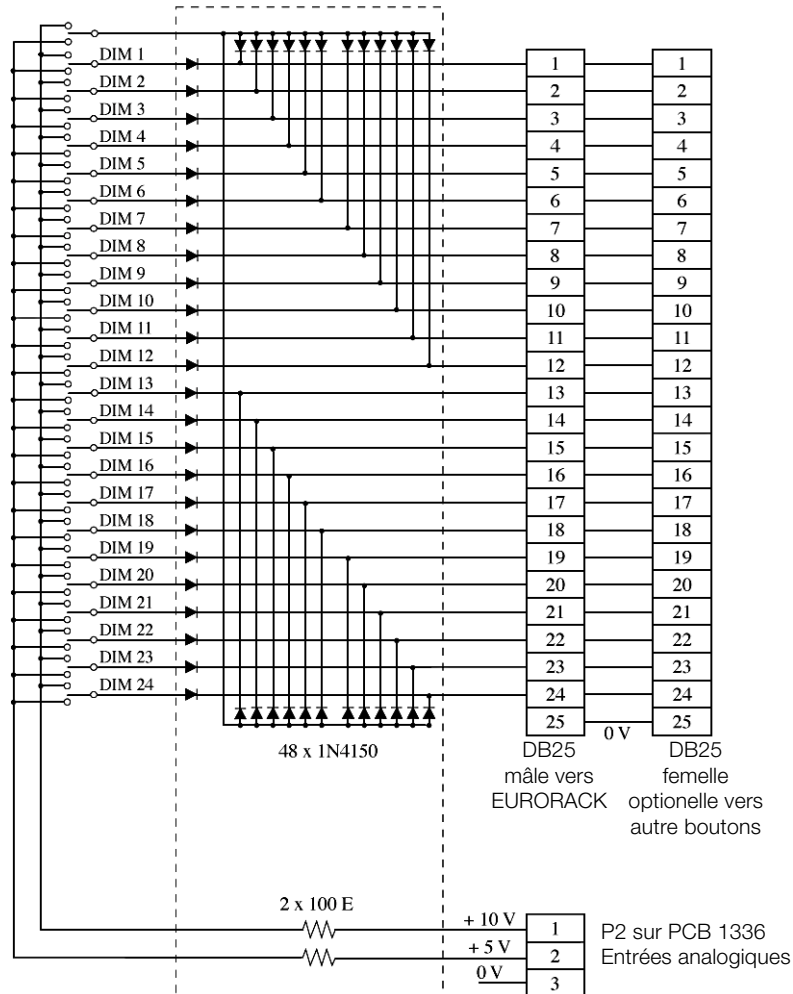 DIM 1
DIM 2
DIM 3
DIM 4
DIM 5
DIM 6
DIM 7
DIM 8
DIM 9
DIM 10
DIM 11
DIM 12
DIM 13
DIM 14
DIM 15
DIM 16
DIM 17
DIM 18
DIM 19
DIM 20
DIM 21
DIM 22
DIM 23
DIM 24
48 x 1N4150
1 1
2 2
3 3
4 4
5 5
6 6
7 7
8 8
9 9
10 10
11 11
12 12
13 13
14 14
15 15
16 16
17 17
18 18
19 19
20 20
21 21
22 22
23 23
24 24
25 0 V 25
DB25
mâle vers
EURORACK
DB25
femelle
optionelle vers
autre boutons
2 x 100 E
+ 10 V 1
+ 5 V 2
0 V 3
P2 sur PCB 1336
Entrées analogiques